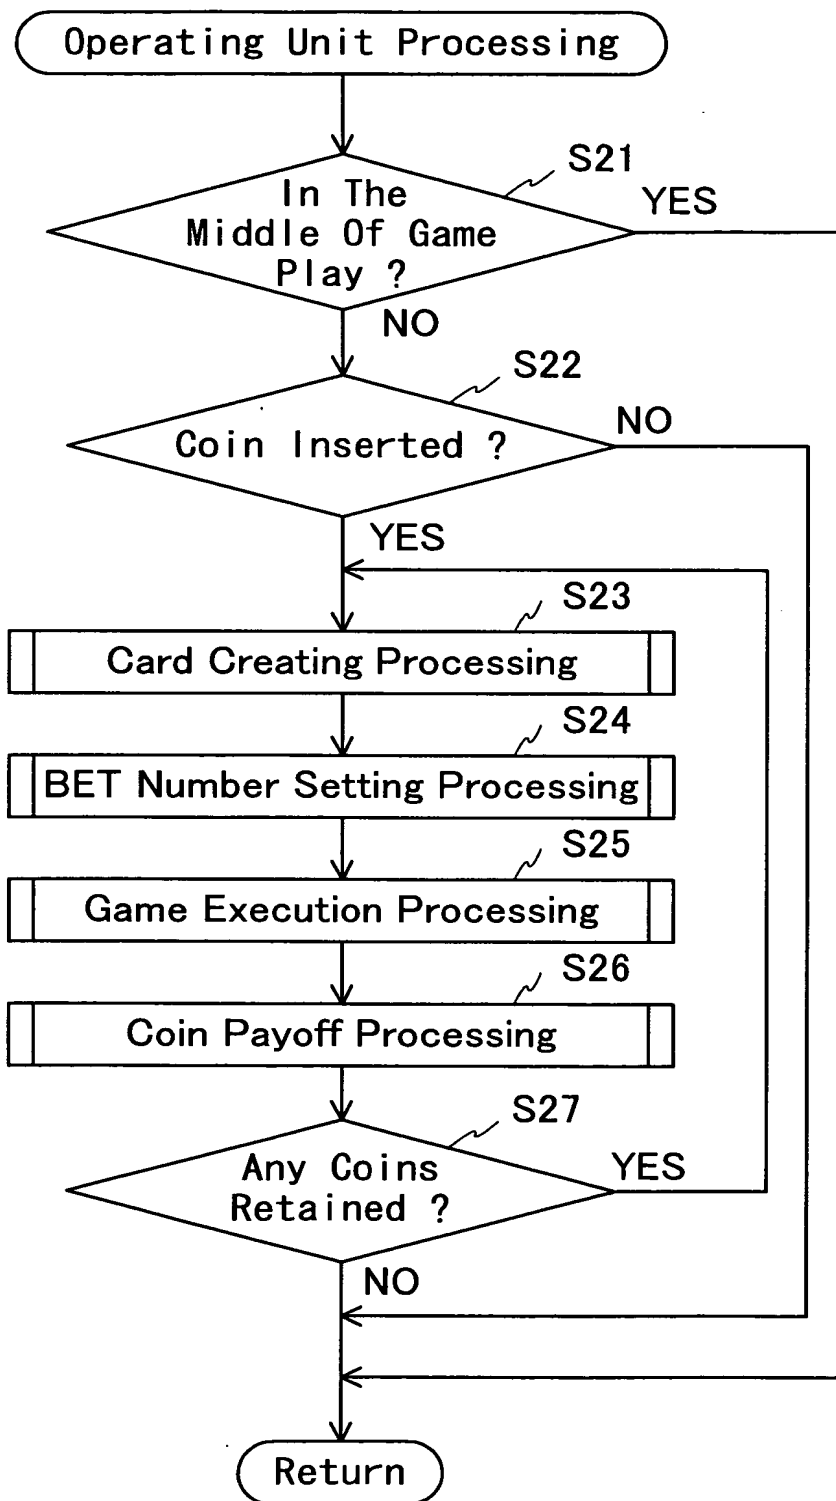 Operating Unit Processing
S21
In The
Middle Of Game
Play ?
YES
NO
S22
Coin Inserted ?
NO
YES
S23
Card Creating Processing
S24
BET Number Setting Processing
S25
Game Execution Processing
S26
Coin Payoff Processing
S27
Any Coins
Retained ?
YES
NO
Return